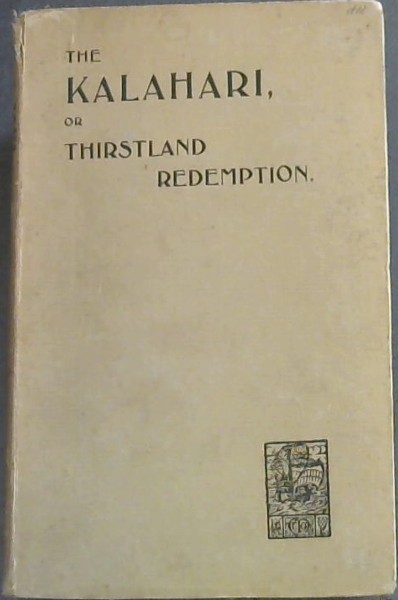 THE
KALAHARI,
OR
THIRSTLAND
REDEMPTION.